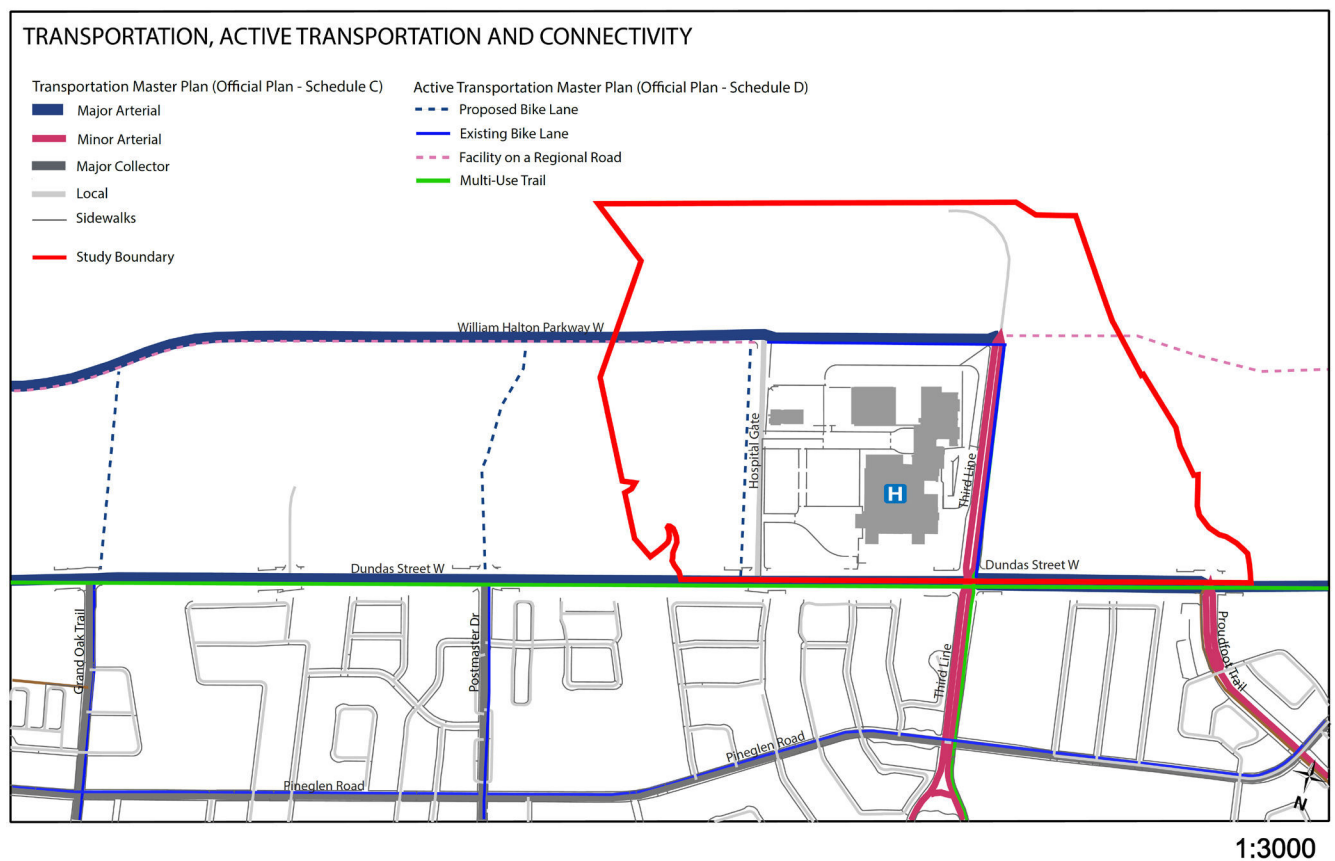 TRANSPORTATION, ACTIVE TRANSPORTATION AND CONNECTIVITY
Transportation Master Plan (Official Plan - Schedule C)
Major Arterial
Minor Arterial
Major Collector
Local
Sidewalks
Study Boundary
Active Transportation Master Plan (Official Plan - Schedule D)
Proposed Bike Lane
Existing Bike Lane
Facility on a Regional Road
Multi-Use Trail
William Halton Parkway W
Hospital Gate
H
Third Line
Dundas Street W
Dundas Street W
Grand Oak Trail
Postmaster Dr
Third Line
Proudfoot Trail
Pineglen Road
Pineglen Road
N
1:3000